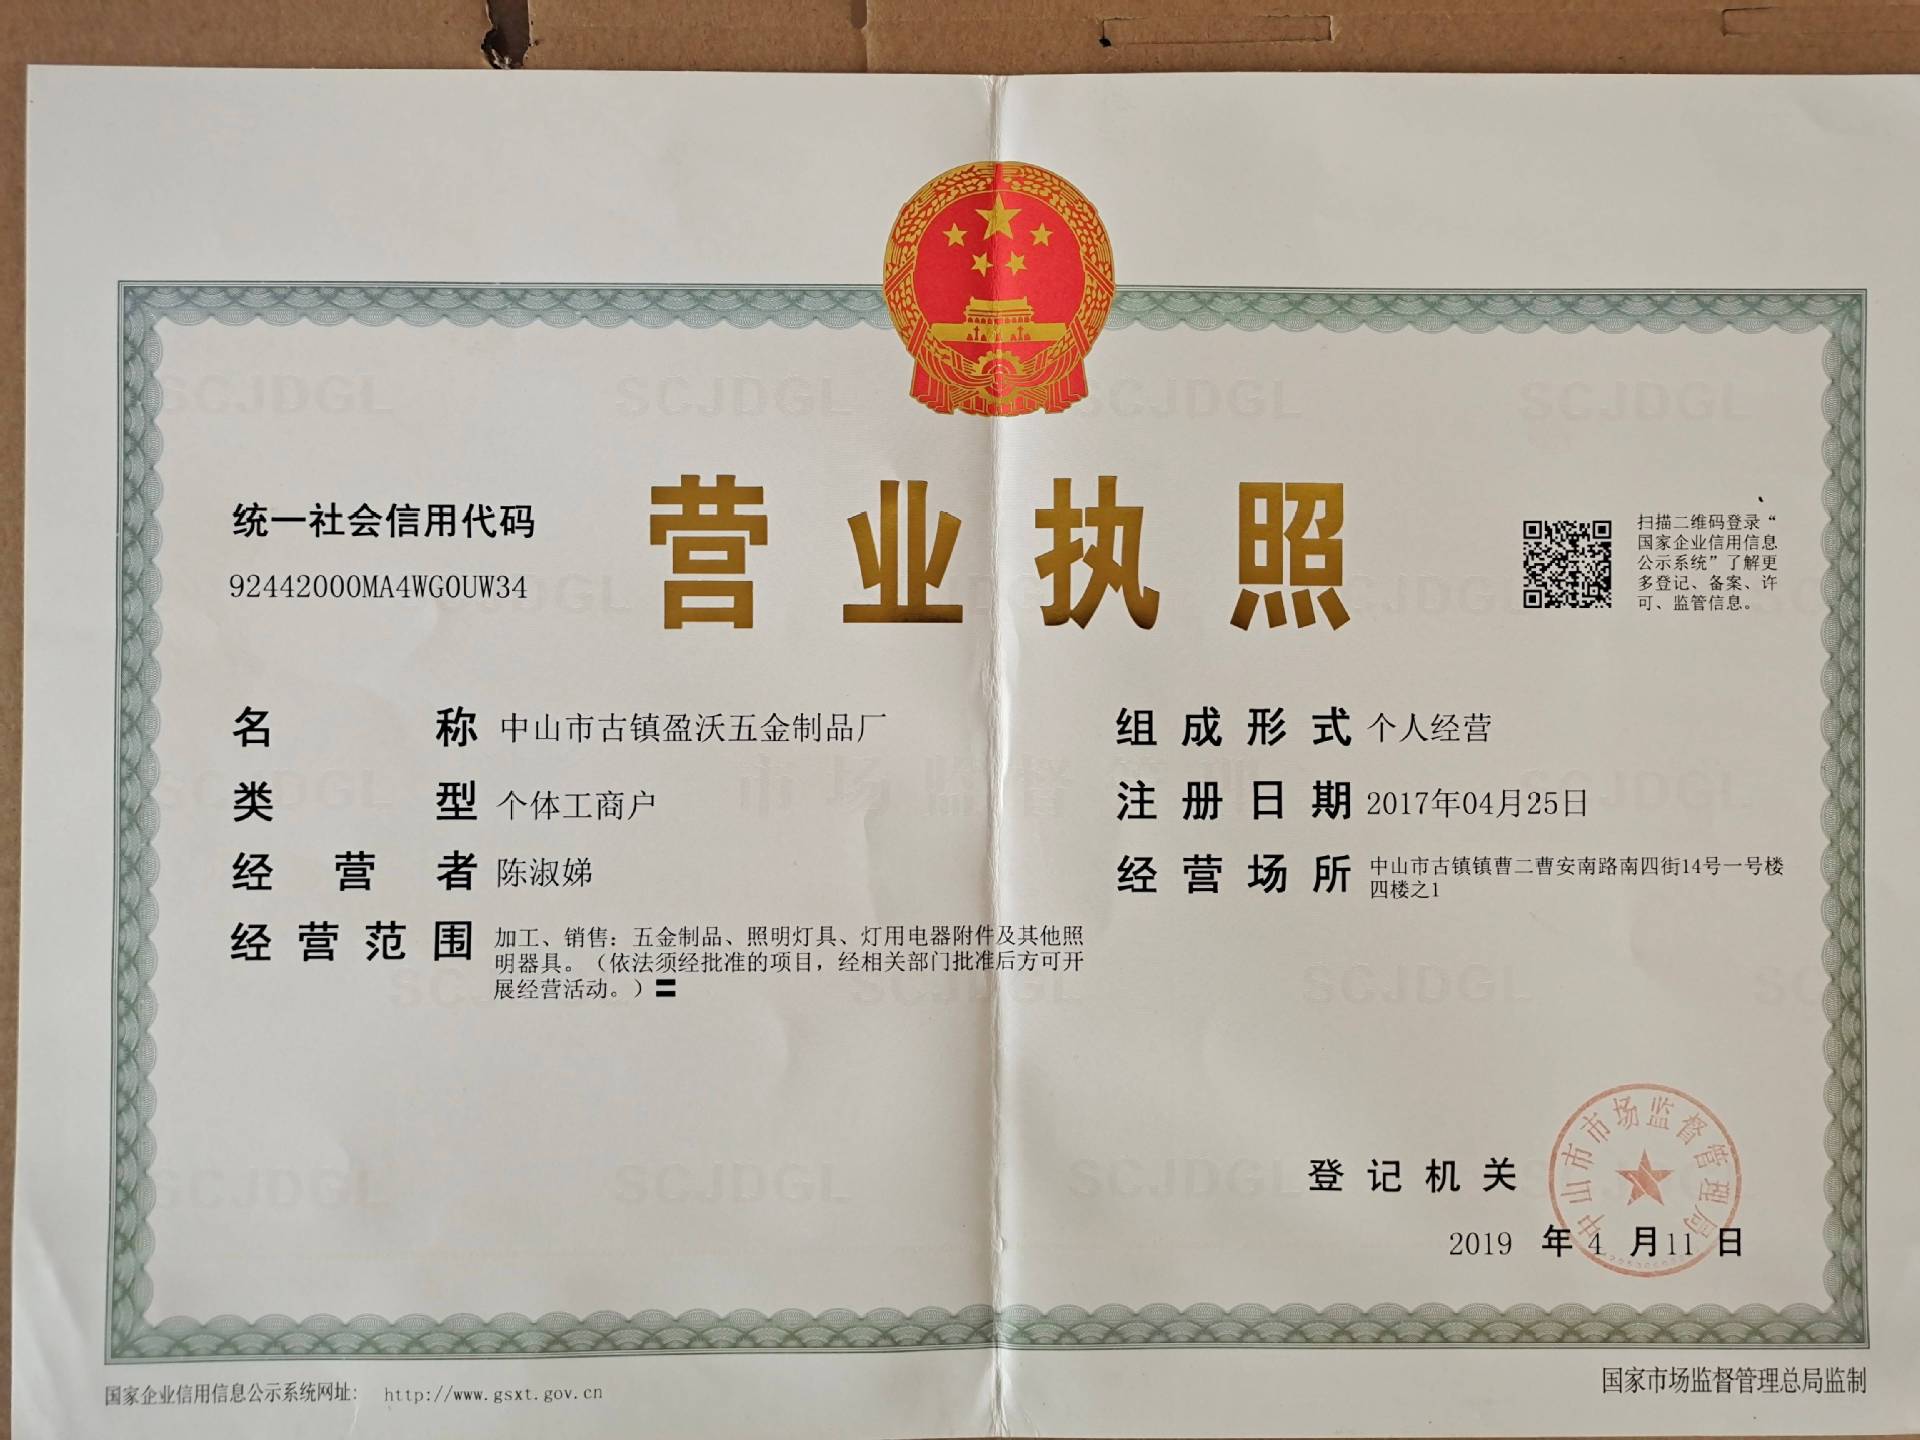 统一社会信用代码
92442000MA4WGOUW34
营业执照
扫描二维码登录“
国家企业信用信息
公示系统”了解更
多登记、备案、许
可、监管信息。
名称 中山市古镇盈沃五金制品厂
类型 个体工商户
经营者 陈淑娣
经营范围 加工、销售：五金制品、照明灯具、灯用电器附件及其他照
明器具。（依法须经批准的项目，经相关部门批准后方可开
展经营活动。）〓
组成形式 个人经营
注册日期 2017年04月25日
经营场所 中山市古镇镇曹二曹安南路南四街14号一号楼
四楼之1
SCJDGL
市场监督管理
登记机关
中山市市场监督管理局
2019 年 4 月 11 日
国家企业信用信息公示系统网址： http://www.gsxt.gov.cn
国家市场监督管理总局监制